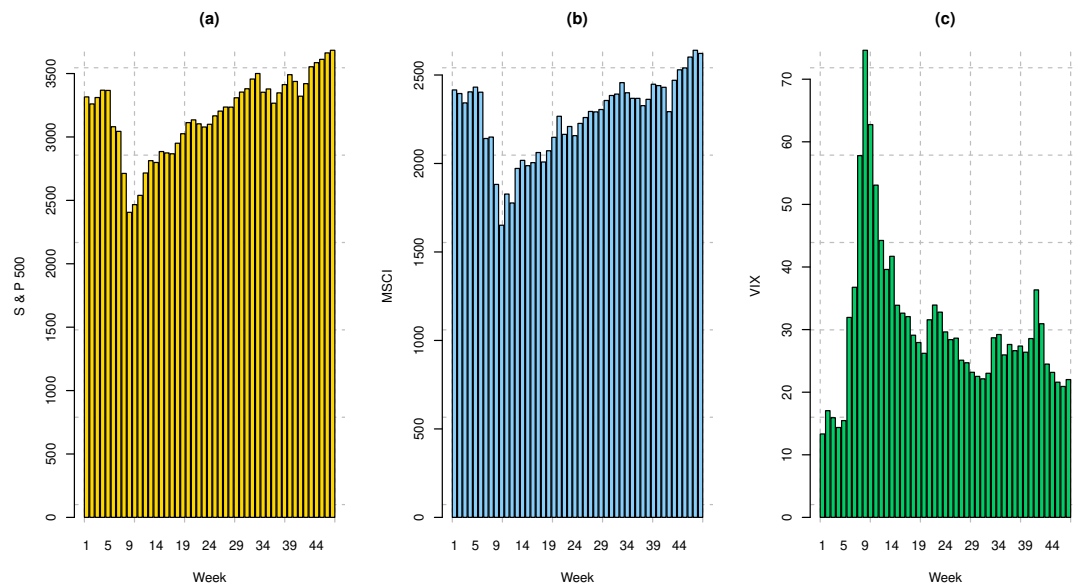 (a)
S & P 500
0 500 1000 1500 2000 2500 3000 3500
1 5 9 14 19 24 29 34 39 44
Week
(b)
MSCI
0 500 1000 1500 2000 2500
1 5 9 14 19 24 29 34 39 44
Week
(c)
VIX
0 10 20 30 40 50 60 70
1 5 9 14 19 24 29 34 39 44
Week